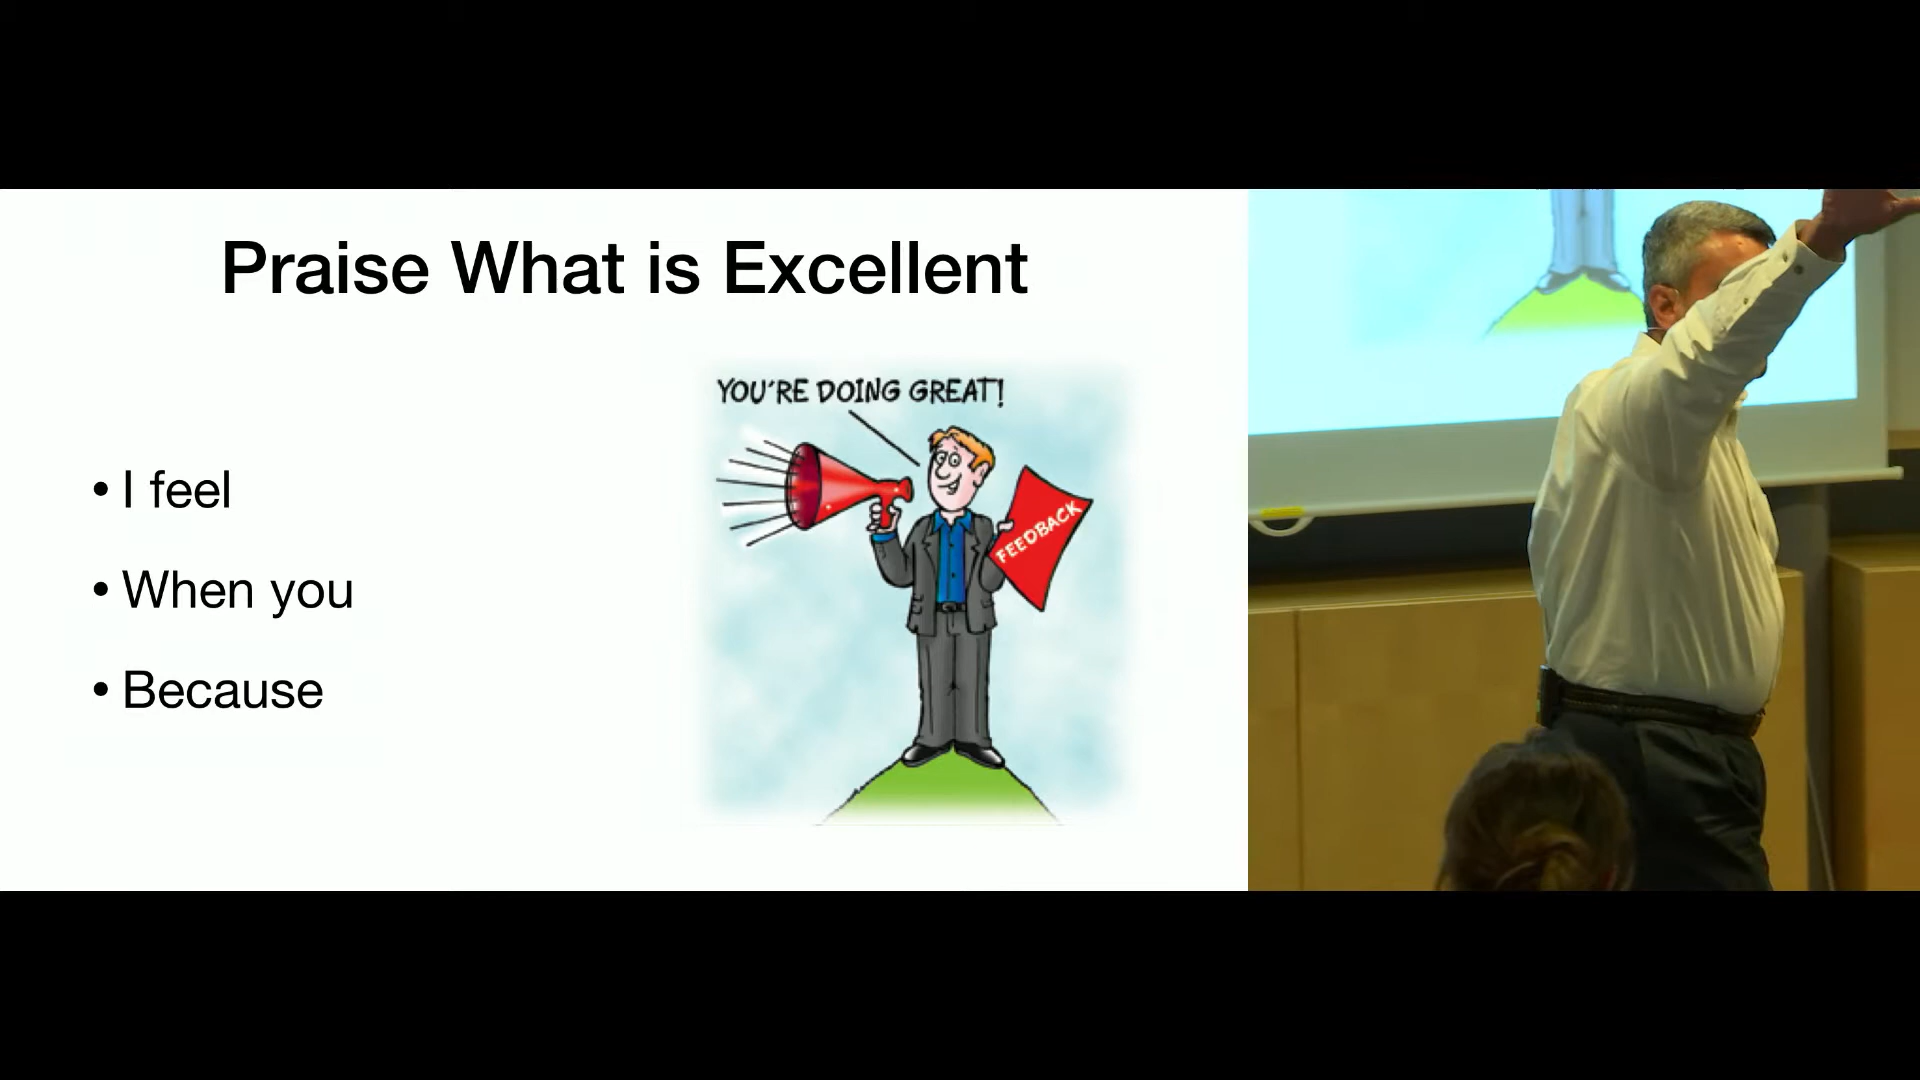 Praise What is Excellent
YOU'RE DOING GREAT!
FEEDBACK
• I feel
• When you
• Because